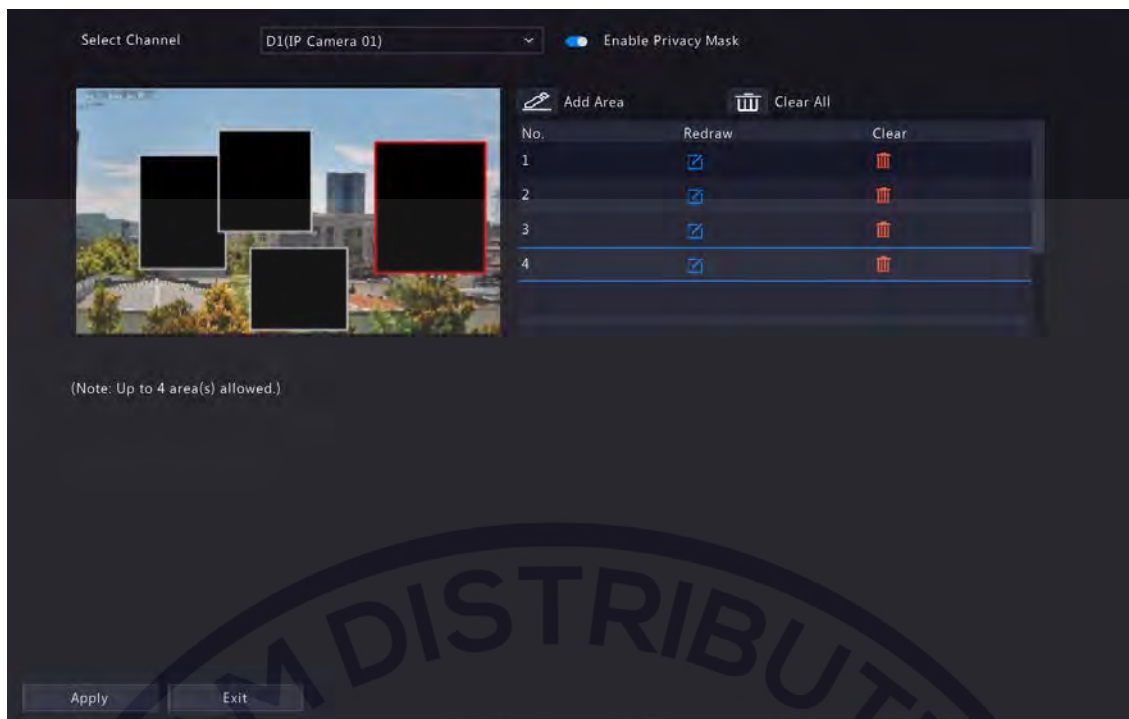 Select Channel D1(IP Camera 01) Enable Privacy Mask
Add Area Clear All
No. Redraw Clear
1
2
3
4
(Note: Up to 4 area(s) allowed.)
M DISTRIBUT
Apply Exit